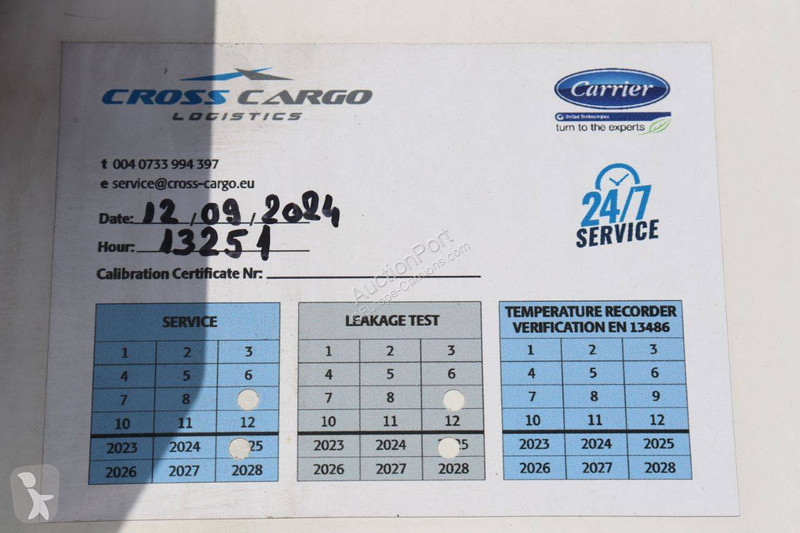 CROSS CARGO
LOGISTICS
Carrier
United Technologies
turn to the experts
t 004 0733 994 397
e service@cross-cargo.eu
24/7
SERVICE
Date: 12/09/2024
Hour: 13251
Calibration Certificate Nr:
AuctionPort
SERVICE
1 2 3
4 5 6
7 8
10 11 12
2023 2024 25
2026 2027 2028
LEAKAGE TEST
1 2 3
4 5 6
7 8
10 11 12
2023 2024 25
2026 2027 2028
TEMPERATURE RECORDER
VERIFICATION EN 13486
1 2 3
4 5 6
7 8 9
10 11 12
2023 2024 2025
2026 2027 2028